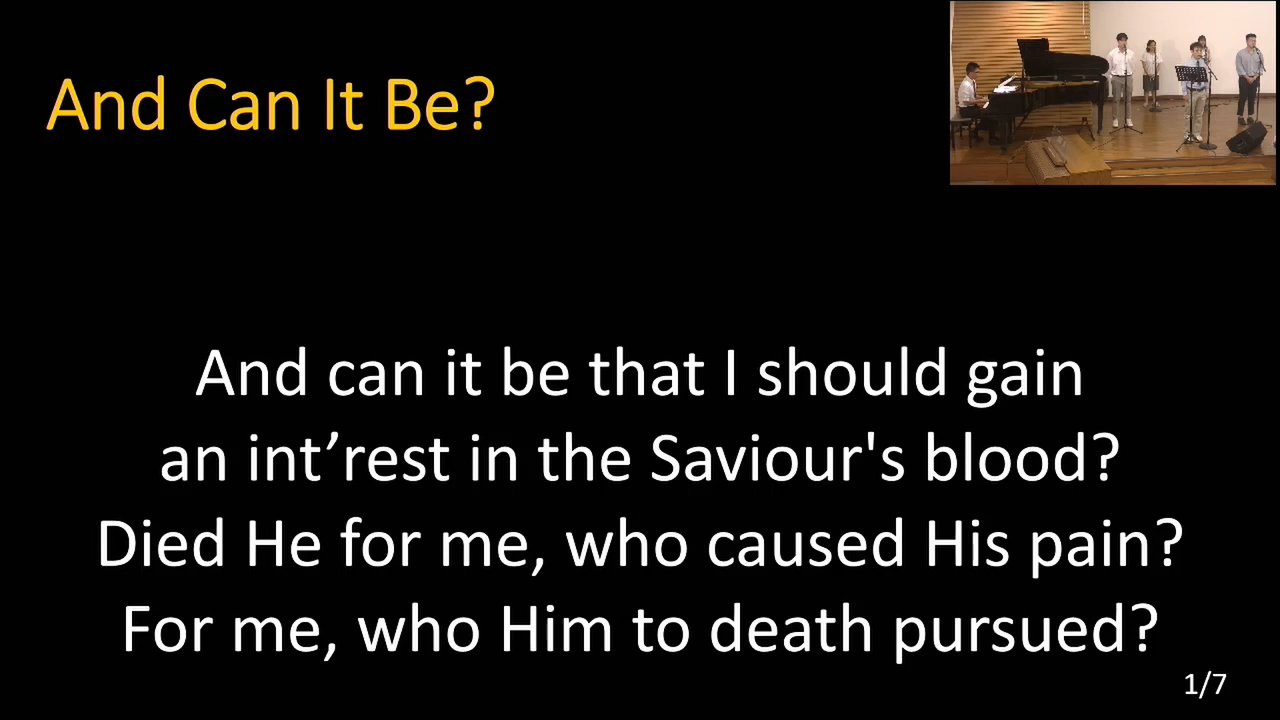 And Can It Be?
And can it be that I should gain
an int’rest in the Saviour's blood?
Died He for me, who caused His pain?
For me, who Him to death pursued?
1/7